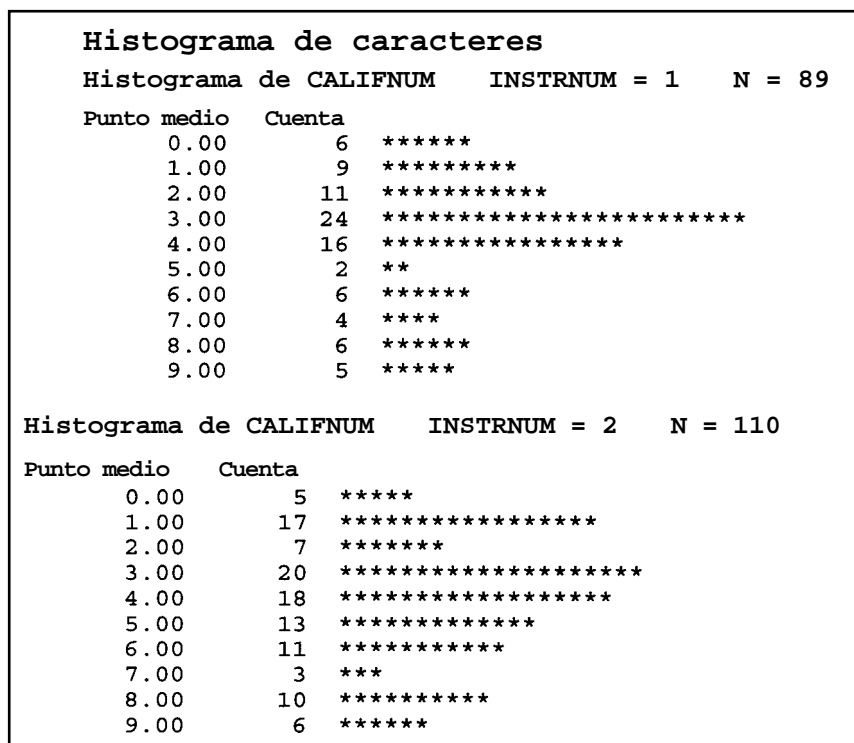 Histograma de caracteres
Histograma de CALIFNUM INSTRNUM = 1 N = 89
Punto medio Cuenta
0.00 6 ******
1.00 9 *********
2.00 11 ***********
3.00 24 ************************
4.00 16 ****************
5.00 2 **
6.00 6 ******
7.00 4 ****
8.00 6 ******
9.00 5 *****
Histograma de CALIFNUM INSTRNUM = 2 N = 110
Punto medio Cuenta
0.00 5 *****
1.00 17 *****************
2.00 7 *******
3.00 20 ********************
4.00 18 ******************
5.00 13 *************
6.00 11 ***********
7.00 3 ***
8.00 10 **********
9.00 6 ******